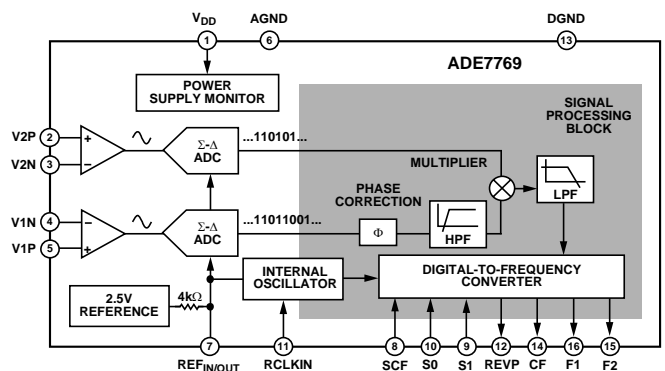 VDD AGND DGND
1 6 13
ADE7769
POWER
SUPPLY MONITOR
SIGNAL
PROCESSING
BLOCK
V2P 2 + Σ-Δ
ADC ...110101...
V2N 3 –
MULTIPLIER
LPF
PHASE
CORRECTION
V1N 4 – Σ-Δ
ADC ...11011001...
V1P 5 +
Φ
HPF
INTERNAL
OSCILLATOR
DIGITAL-TO-FREQUENCY
CONVERTER
2.5V
REFERENCE
4kΩ
7 11 8 10 9 12 14 16 15
REFIN/OUT RCLKIN SCF S0 S1 REVP CF F1 F2